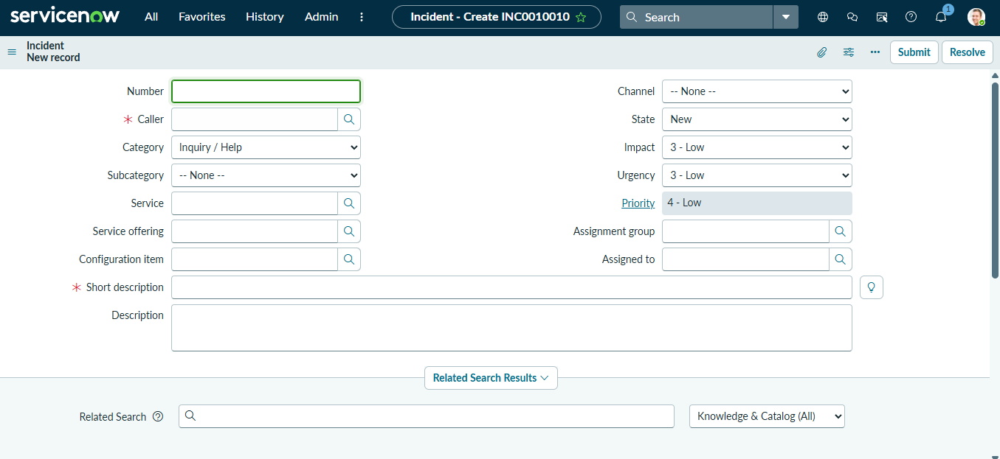 servicenow All Favorites History Admin Incident - Create INC0010010 Search 1
Incident
New record
Submit Resolve
Number
Channel -- None --
Caller
State New
Category Inquiry / Help
Impact 3 - Low
Subcategory -- None --
Urgency 3 - Low
Service
Priority 4 - Low
Service offering
Assignment group
Configuration item
Assigned to
Short description
Description
Related Search Results
Related Search Knowledge & Catalog (All)